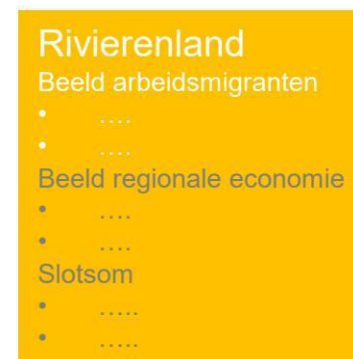 Rivierenland
Beeld arbeidsmigranten
• ....
• ....
Beeld regionale economie
• ....
• ....
Slotsom
• .....
• .....